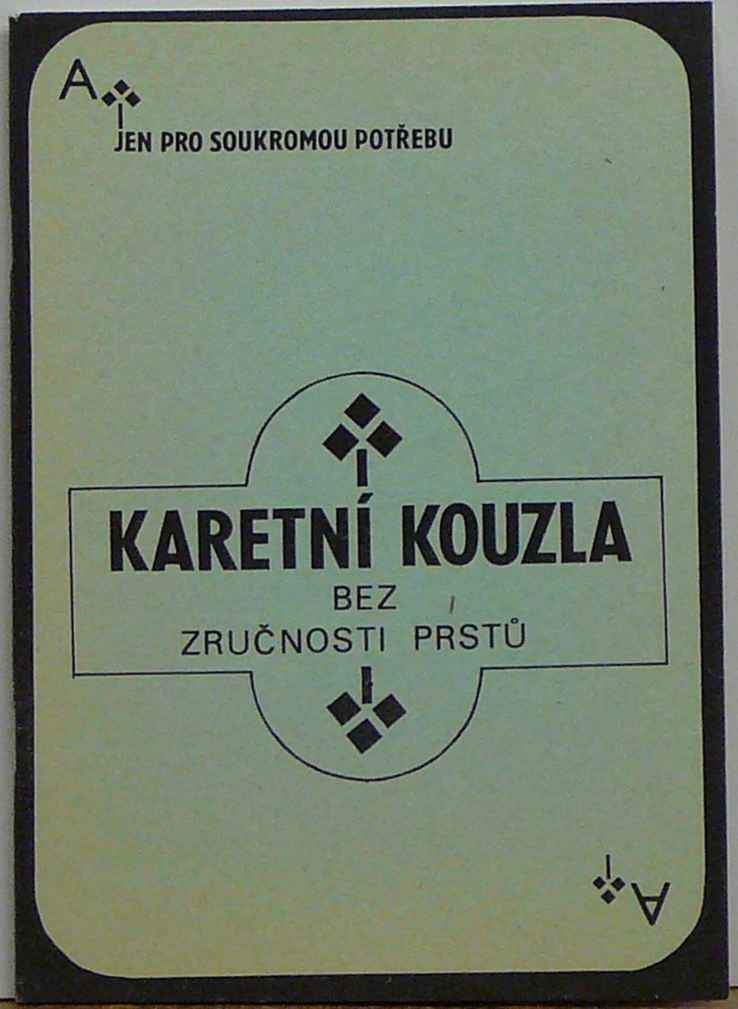 A
JEN PRO SOUKROMOU POTŘEBU
KARETNÍ KOUZLA
BEZ
ZRUČNOSTI PRSTŮ
A